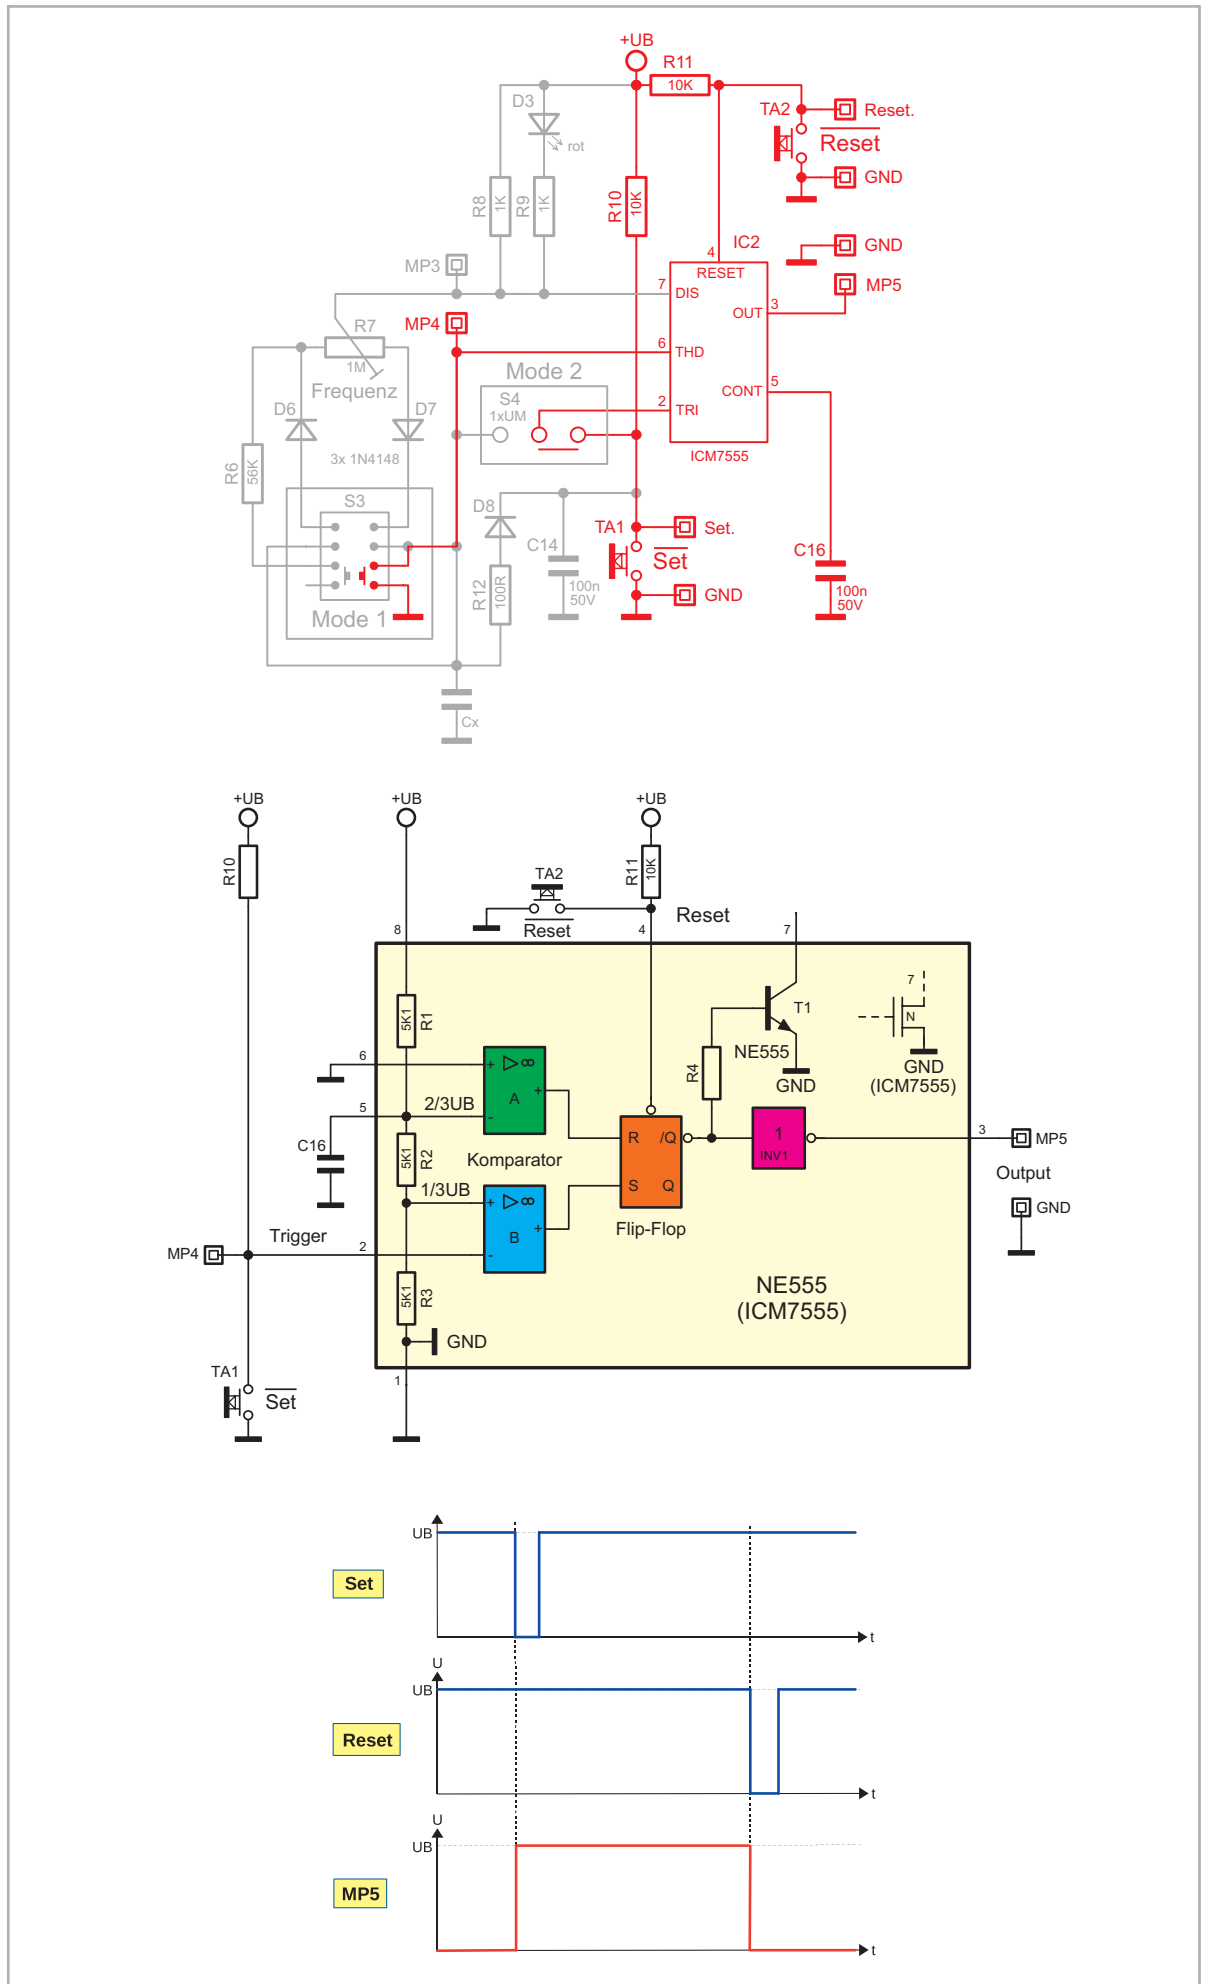 +UB
R11
10K
TA2
Reset.
Reset
GND
D3
rot
R8
1K
R9
1K
R10
10K
4
IC2
RESET
GND
MP3
7
DIS
MP5
3
OUT
MP4
R7
1M
Frequenz
6
THD
Mode 2
S4
1xUM
2
TRI
CONT
5
D6
D7
3x 1N4148
ICM7555
R6
56K
S3
D8
C14
100n
50V
TA1
Set.
Set
GND
C16
100n
50V
R12
100R
Mode 1
Cx
+UB
+UB
+UB
R10
R11
10K
TA2
Reset
Reset
8
4
7
5K1
R1
T1
7
N
NE555
GND
GND
(ICM7555)
R4
6
+
∞
A
+
5
2/3UB
-
C16
5K1
R2
Komparator
R
/Q
S
Q
1
INV1
3
MP5
Output
GND
1/3UB
+
∞
B
+
-
Flip-Flop
MP4
Trigger
2
5K1
R3
GND
NE555
(ICM7555)
TA1
Set
1
UB
Set
t
U
UB
Reset
t
U
UB
MP5
t